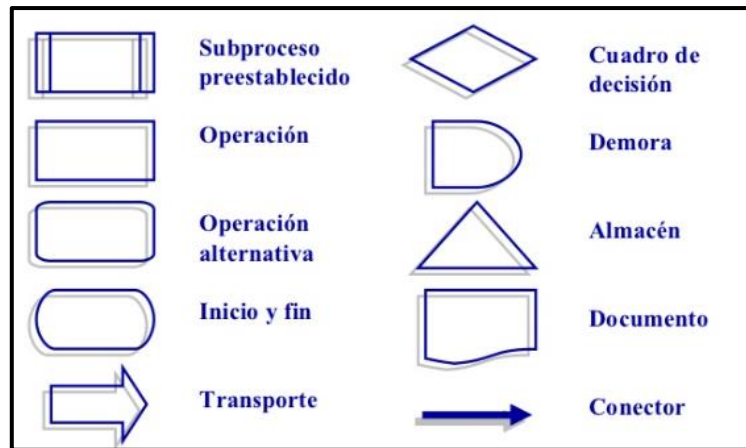 Subproceso
preestablecido
Operación
Operación
alternativa
Inicio y fin
Transporte
Cuadro de
decisión
Demora
Almacén
Documento
Conector